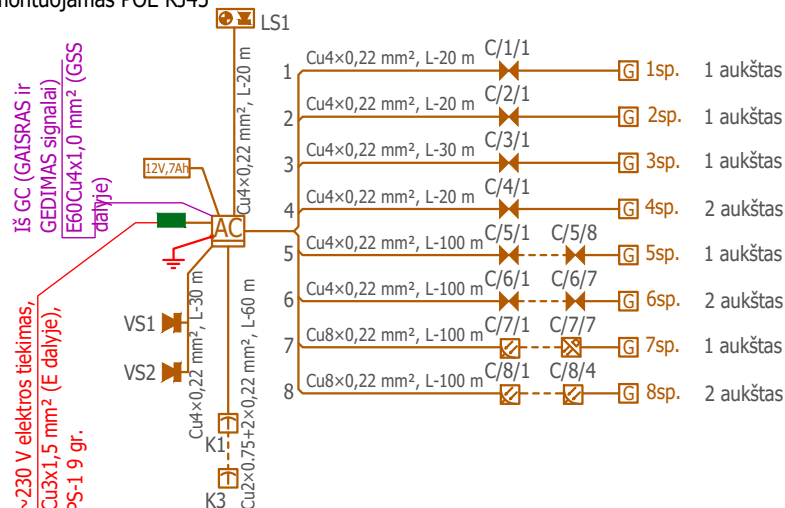 montuojamas POE RJ45
LS1
Cu4×0,22 mm², L-20 m
Iš GC (GAISRAS ir
GEDIMAS signalai)
E60Cu4x1,0 mm² (GSS
dalyje)
12V,7Ah
AC
~230 V elektros tiekimas,
Cu3x1,5 mm² (E dalyje),
PS-1 9 gr.
VS1
VS2
Cu4×0,22 mm², L-30 m
Cu2×0.75+2×0,22 mm², L-60 m
K1
K3
1 Cu4×0,22 mm², L-20 m C/1/1 G 1sp. 1 aukštas
2 Cu4×0,22 mm², L-20 m C/2/1 G 2sp. 1 aukštas
3 Cu4×0,22 mm², L-30 m C/3/1 G 3sp. 1 aukštas
4 Cu4×0,22 mm², L-20 m C/4/1 G 4sp. 2 aukštas
5 Cu4×0,22 mm², L-100 m C/5/1 C/5/8 G 5sp. 1 aukštas
6 Cu4×0,22 mm², L-100 m C/6/1 C/6/7 G 6sp. 2 aukštas
7 Cu8×0,22 mm², L-100 m C/7/1 C/7/7 G 7sp. 1 aukštas
8 Cu8×0,22 mm², L-100 m C/8/1 C/8/4 G 8sp. 2 aukštas